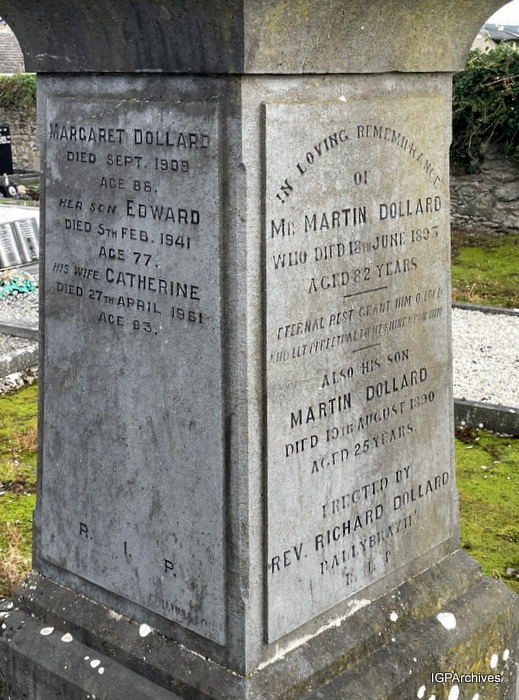 MARGARET DOLLARD
DIED SEPT. 1909
AGE 86.
HER SON EDWARD
DIED 5TH FEB. 1941
AGE 77.
HIS WIFE CATHERINE
DIED 27TH APRIL 1961
AGE 83.
R. I. P.
IN LOVING REMEMBRANCE
OF
MR MARTIN DOLLARD
WHO DIED 18TH JUNE 1893
AGED 82 YEARS
ETERNAL REST GRANT HIM O LORD
AND LET PERPETUAL LIGHT SHINE ON HIM
ALSO HIS SON
MARTIN DOLLARD
DIED 19TH AUGUST 1890
AGED 25 YEARS
ERECTED BY
REV. RICHARD DOLLARD
R. I. P.
IGPArchives